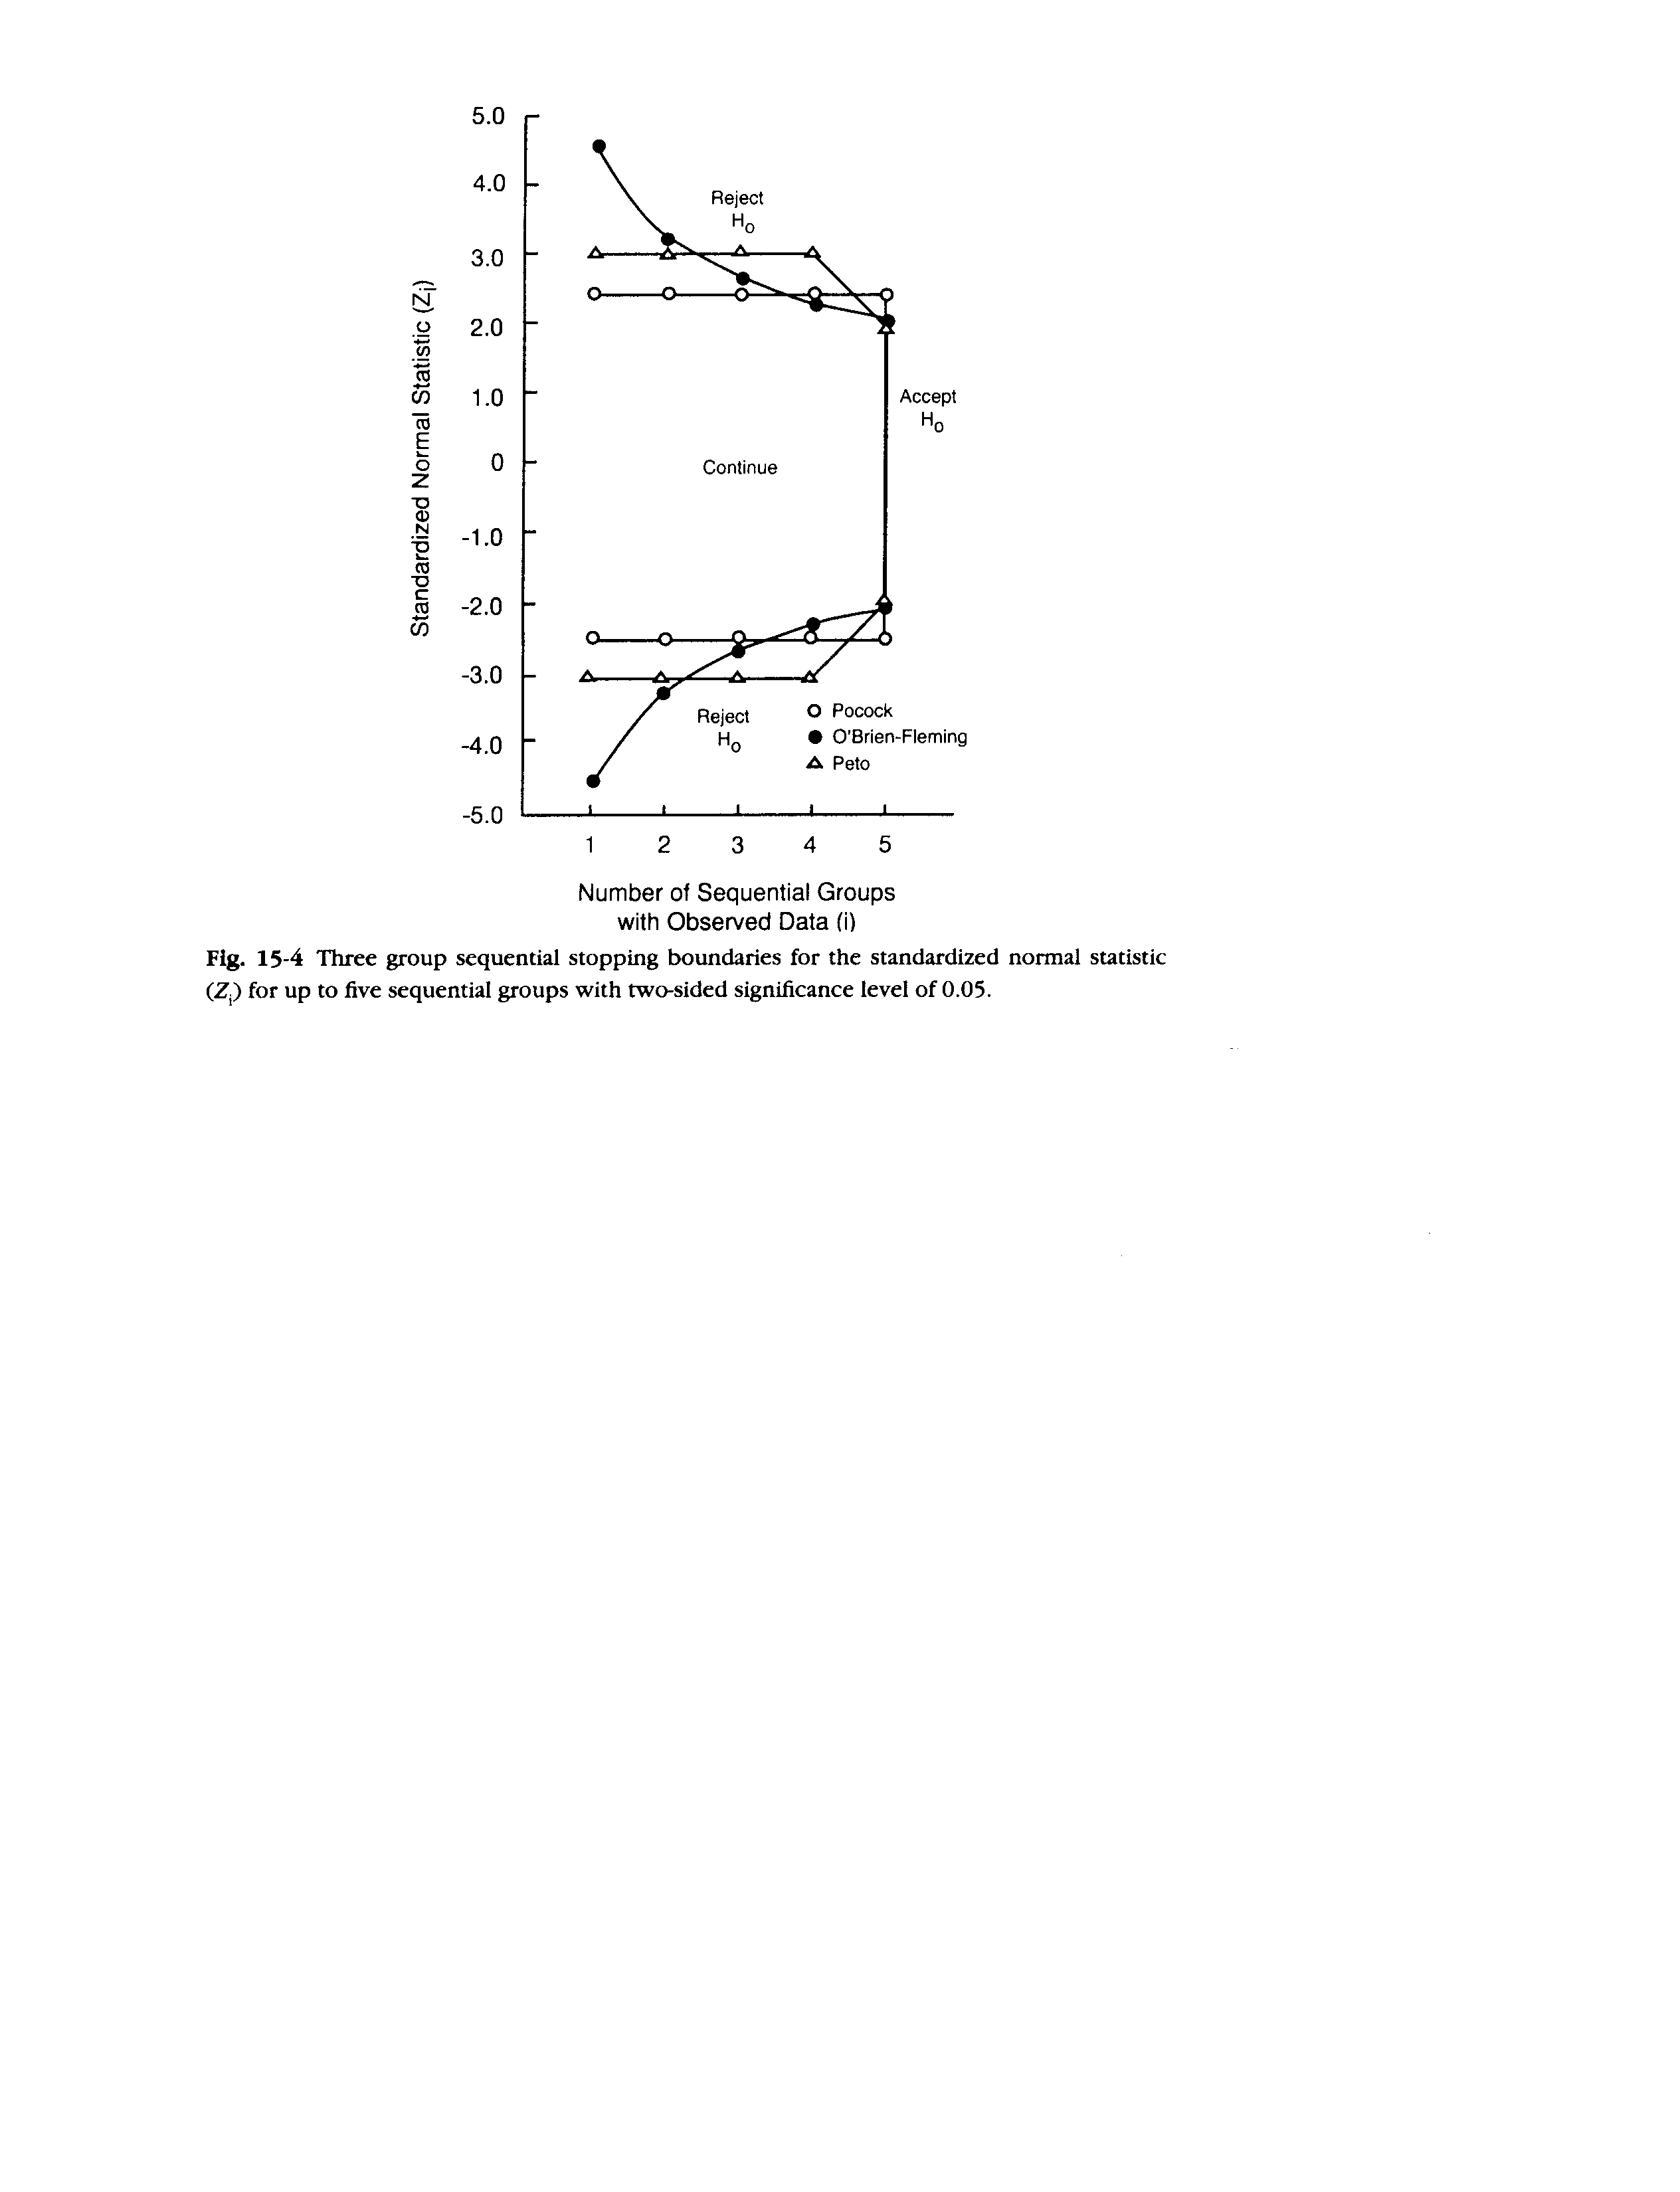 5.0
4.0
3.0
2.0
1.0
0
-1.0
-2.0
-3.0
-4.0
-5.0
Standardized Normal Statistic (Zi)
Reject
H0
Accept
H0
Continue
Reject
H0
Pocock
O'Brien-Fleming
Peto
1 2 3 4 5
Number of Sequential Groups
with Observed Data (i)
Fig. 15-4 Three group sequential stopping boundaries for the standardized normal statistic
(Zi) for up to five sequential groups with two-sided significance level of 0.05.